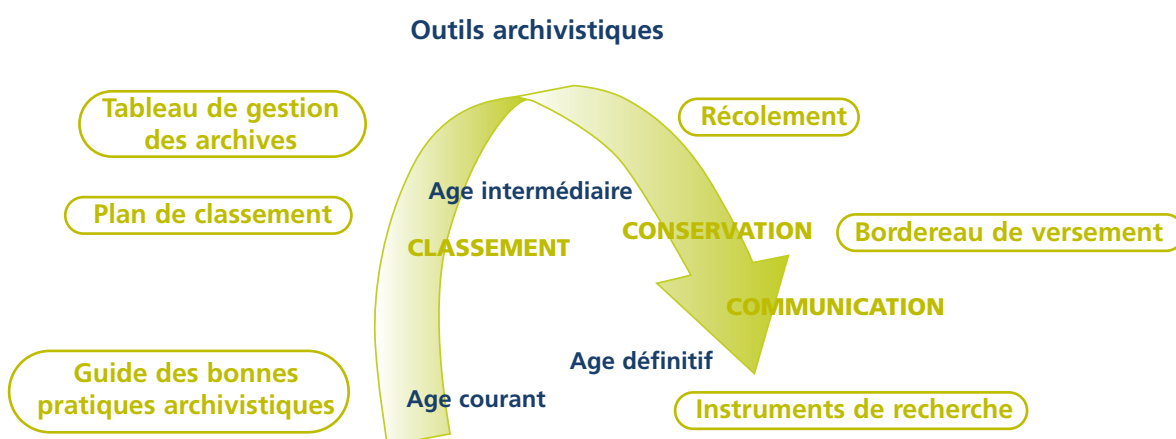 Outils archivistiques
Tableau de gestion
des archives
Récolement
Age intermédiaire
Plan de classement
CONSERVATION
Bordereau de versement
CLASSEMENT
COMMUNICATION
Age définitif
Guide des bonnes
pratiques archivistiques
Age courant
Instruments de recherche